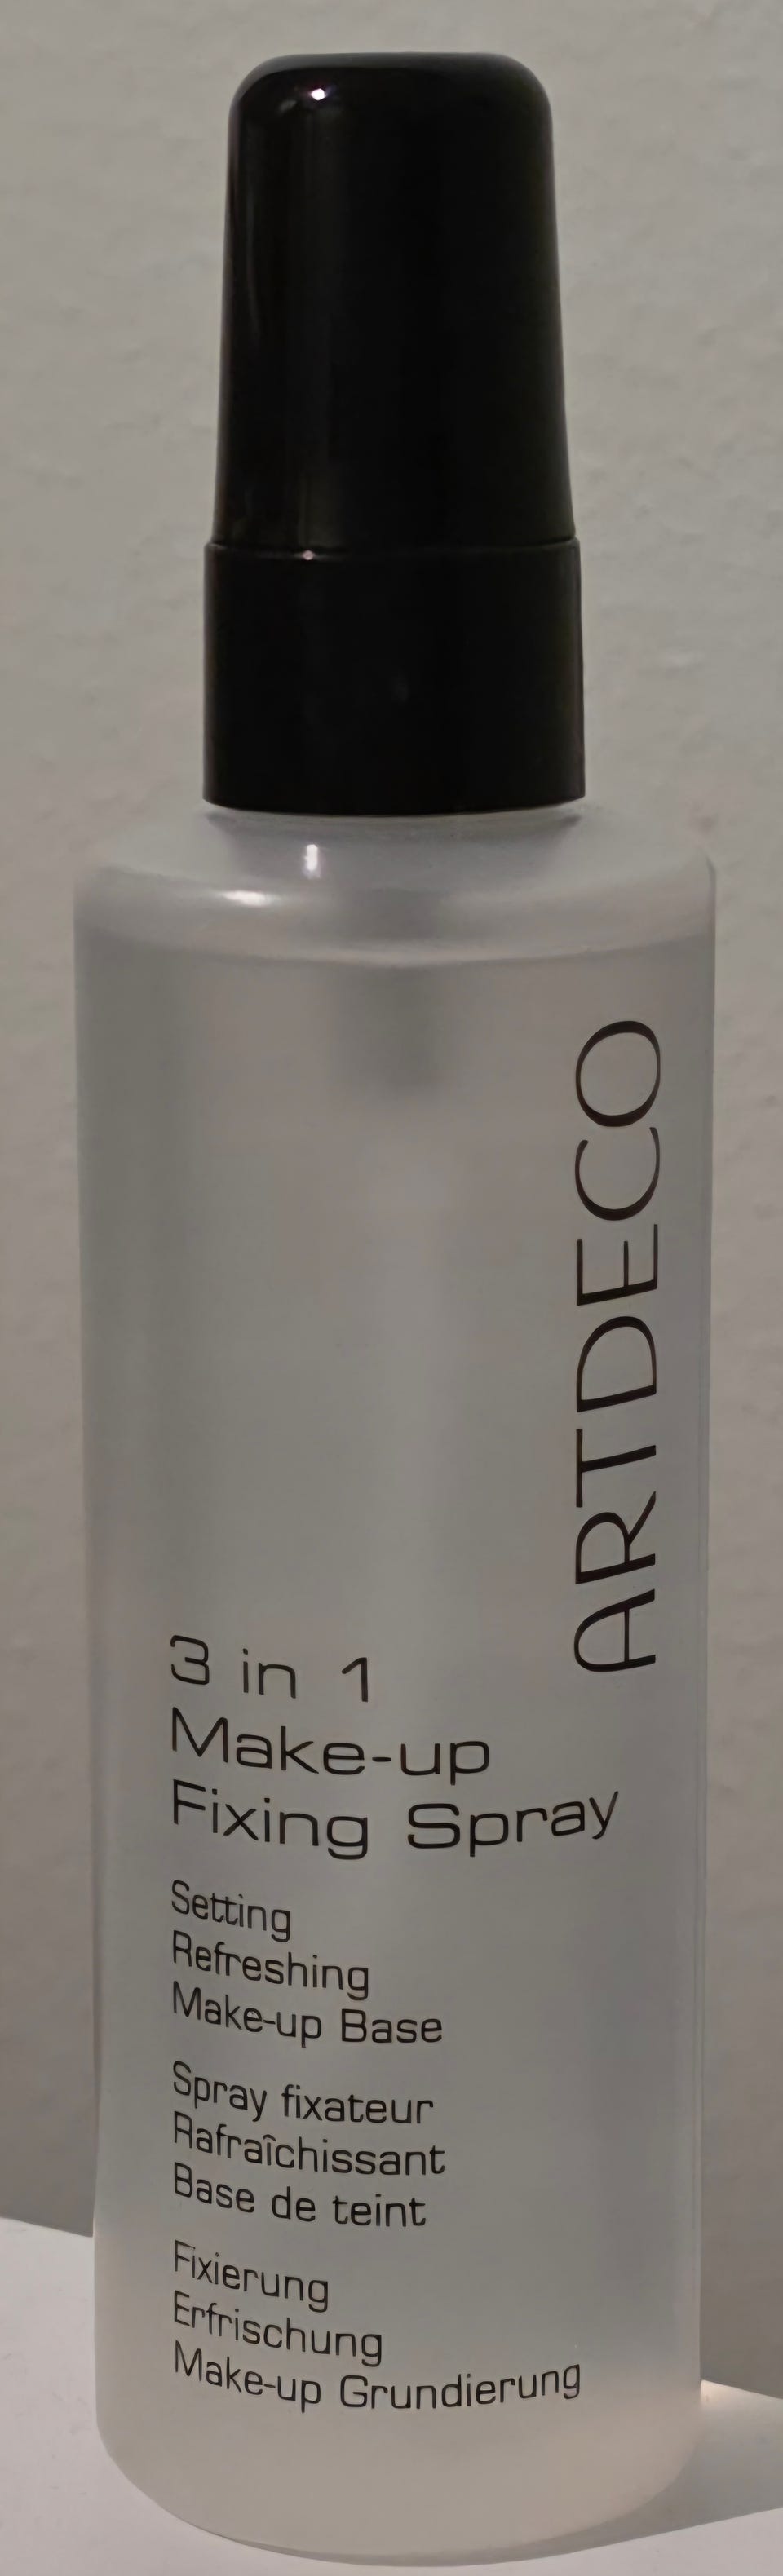 ARTDECO
3 in 1
Make-up
Fixing Spray
Setting
Refreshing
Make-up Base
Spray fixateur
Rafraîchissant
Base de teint
Fixierung
Erfrischung
Make-up Grundierung